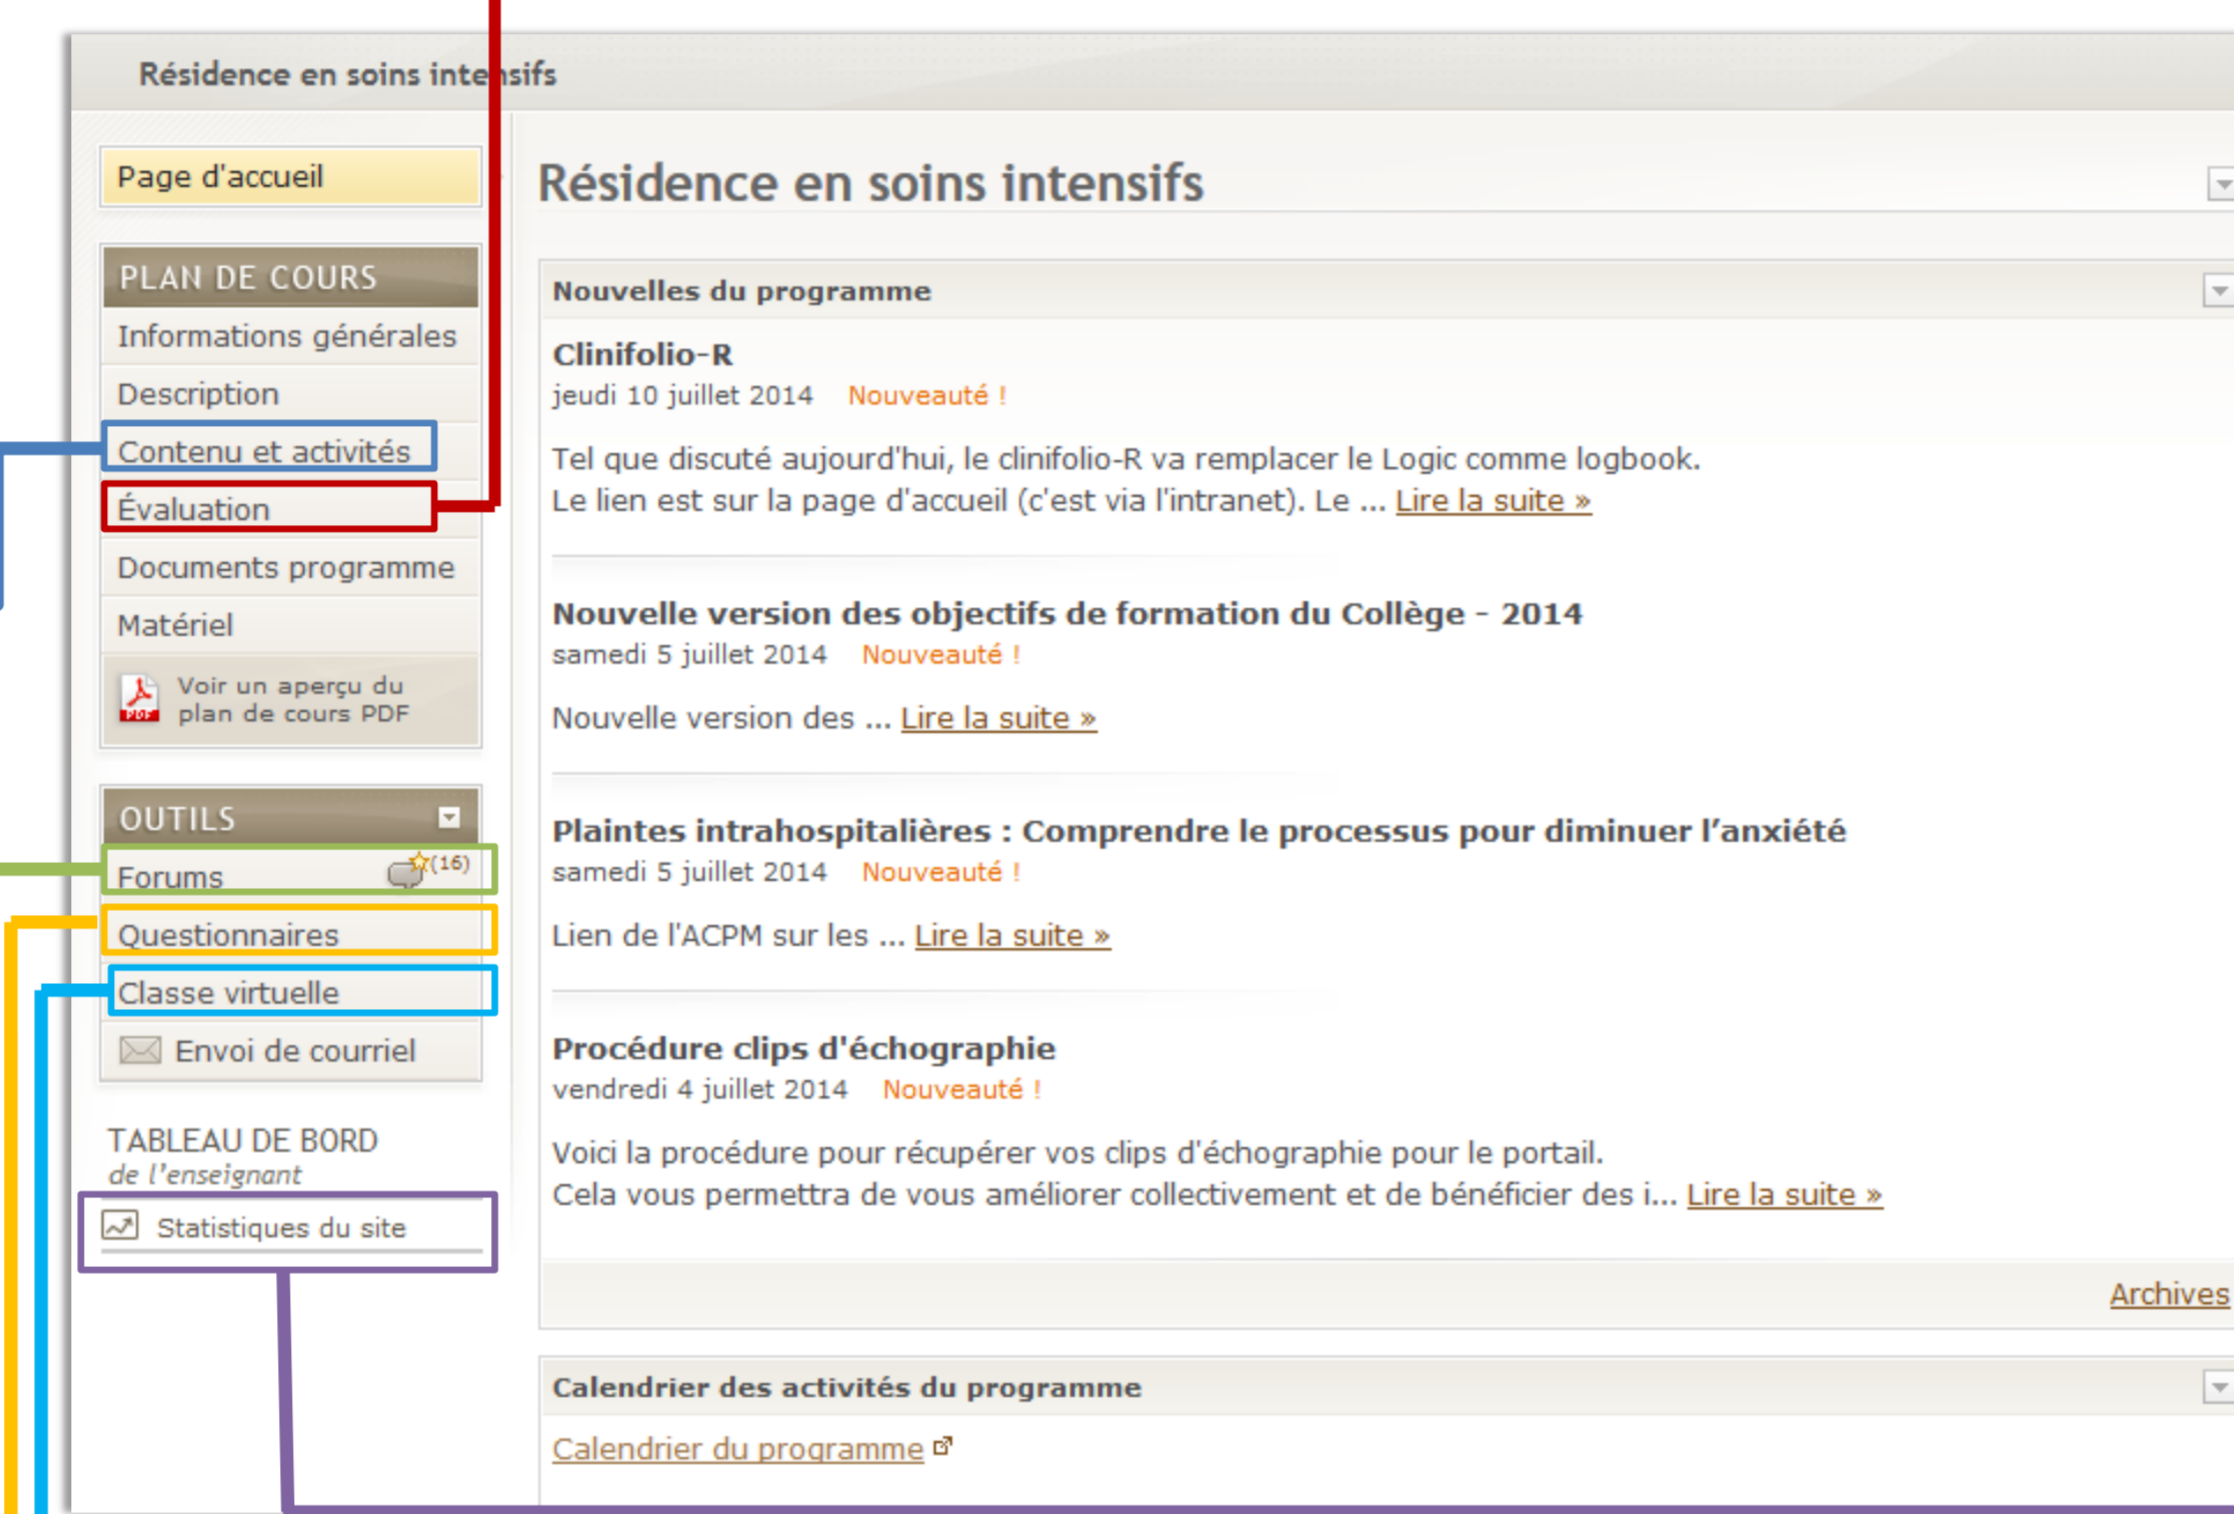 Résidence en soins intensifs
Page d'accueil
PLAN DE COURS
Informations générales
Description
Contenu et activités
Évaluation
Documents programme
Matériel
PDF
Voir un aperçu du
plan de cours PDF
OUTILS
Forums (16)
Questionnaires
Classe virtuelle
Envoi de courriel
TABLEAU DE BORD
de l'enseignant
Statistiques du site
Résidence en soins intensifs
Nouvelles du programme
Clinifolio-R
jeudi 10 juillet 2014 Nouveauté !
Tel que discuté aujourd'hui, le clinifolio-R va remplacer le Logic comme logbook.
Le lien est sur la page d'accueil (c'est via l'intranet). Le ... Lire la suite »
Nouvelle version des objectifs de formation du Collège - 2014
samedi 5 juillet 2014 Nouveauté !
Nouvelle version des ... Lire la suite »
Plaintes intrahospitalières : Comprendre le processus pour diminuer l’anxiété
samedi 5 juillet 2014 Nouveauté !
Lien de l'ACPM sur les ... Lire la suite »
Procédure clips d'échographie
vendredi 4 juillet 2014 Nouveauté !
Voici la procédure pour récupérer vos clips d'échographie pour le portail.
Cela vous permettra de vous améliorer collectivement et de bénéficier des i... Lire la suite »
Archives
Calendrier des activités du programme
Calendrier du programme